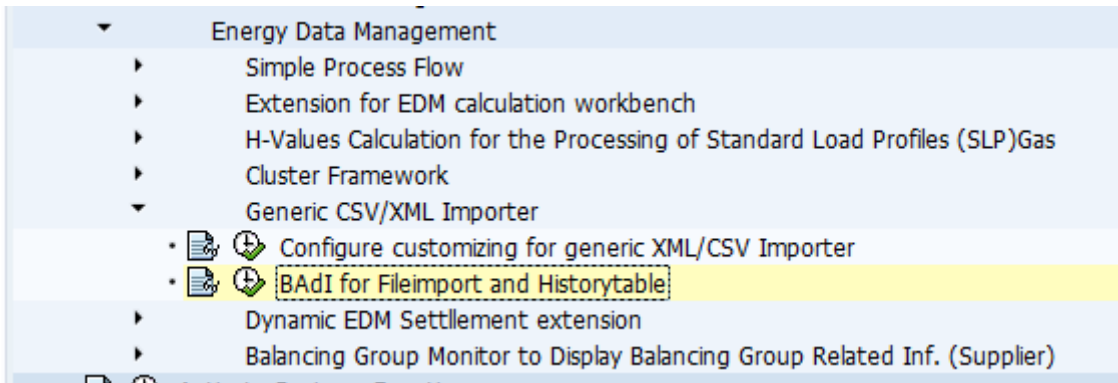 Energy Data Management
Simple Process Flow
Extension for EDM calculation workbench
H-Values Calculation for the Processing of Standard Load Profiles (SLP)Gas
Cluster Framework
Generic CSV/XML Importer
Configure customizing for generic XML/CSV Importer
BAdI for Fileimport and Historytable
Dynamic EDM Settllement extension
Balancing Group Monitor to Display Balancing Group Related Inf. (Supplier)